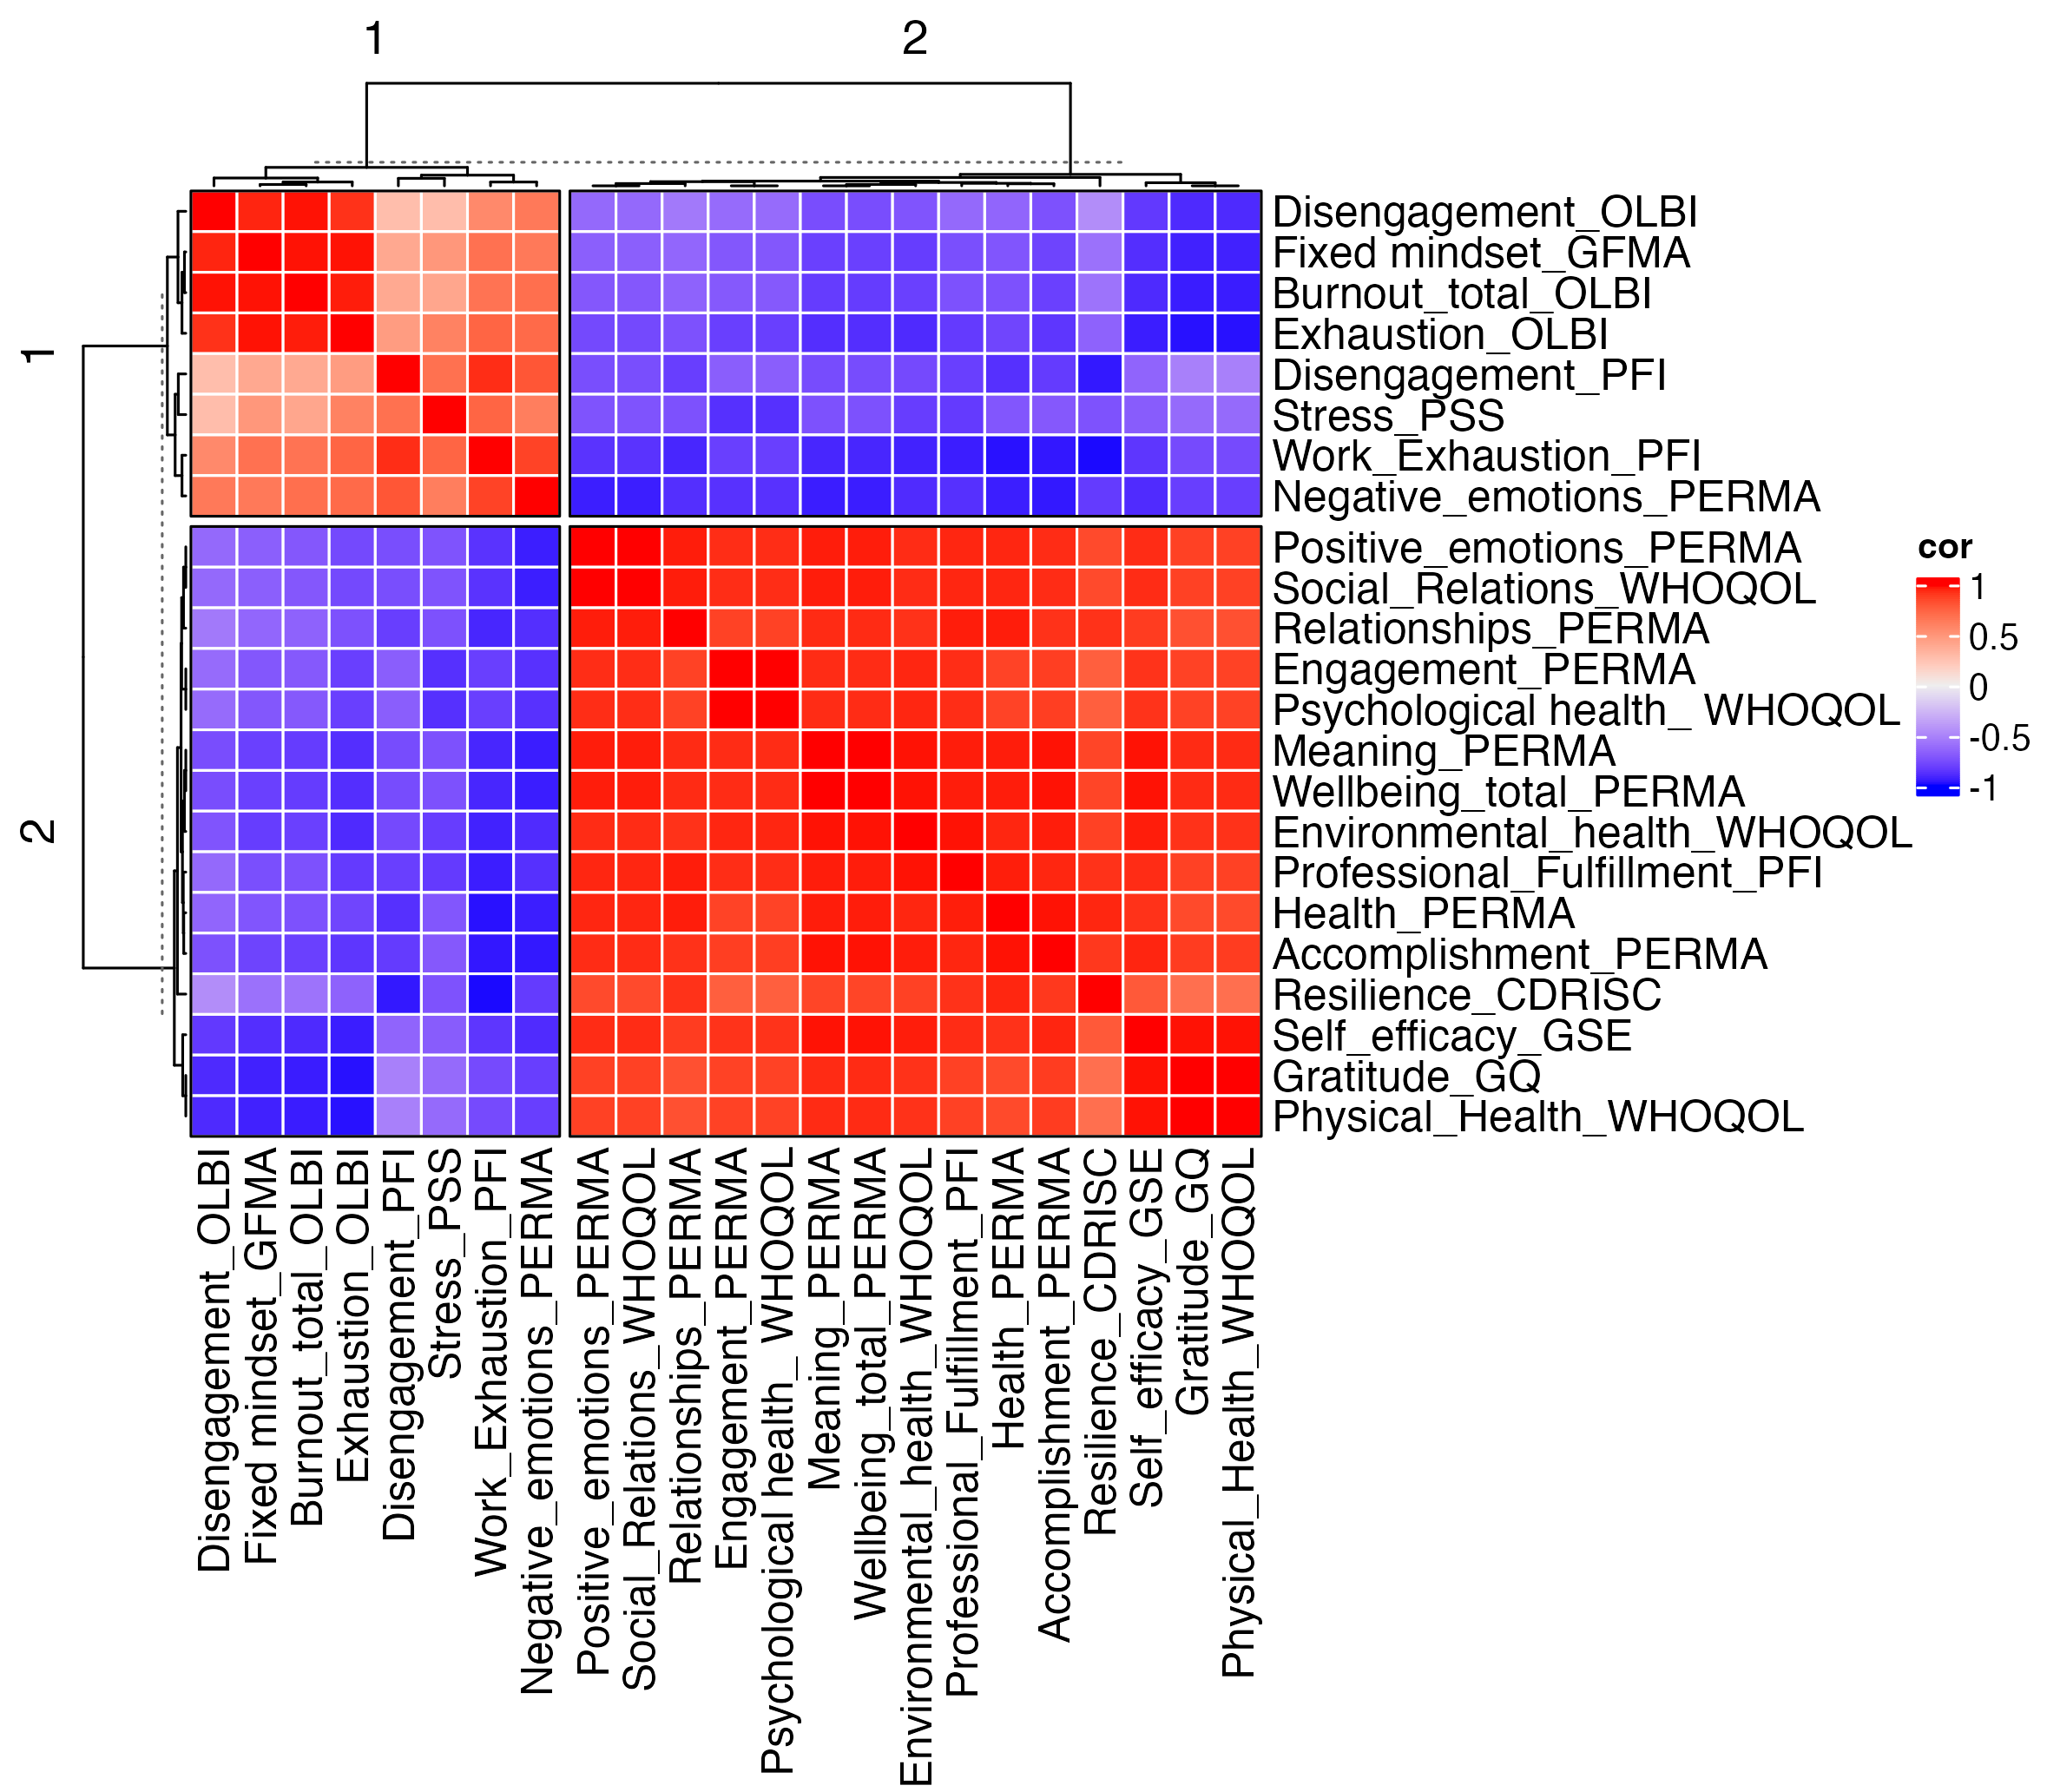 1
2
1
2
Disengagement_OLBI
Fixed mindset_GFMA
Burnout_total_OLBI
Exhaustion_OLBI
Disengagement_PFI
Stress_PSS
Work_Exhaustion_PFI
Negative_emotions_PERMA
Positive_emotions_PERMA
Social_Relations_WHOQOL
Relationships_PERMA
Engagement_PERMA
Psychological health_ WHOQOL
Meaning_PERMA
Wellbeing_total_PERMA
Environmental_health_WHOQOL
Professional_Fulfillment_PFI
Health_PERMA
Accomplishment_PERMA
Resilience_CDRISC
Self_efficacy_GSE
Gratitude_GQ
Physical_Health_WHOQOL
cor
1
0.5
0
-0.5
-1
Disengagement_OLBI
Fixed mindset_GFMA
Burnout_total_OLBI
Exhaustion_OLBI
Disengagement_PFI
Stress_PSS
Work_Exhaustion_PFI
Negative_emotions_PERMA
Positive_emotions_PERMA
Social_Relations_WHOQOL
Relationships_PERMA
Engagement_PERMA
Psychological health_ WHOQOL
Meaning_PERMA
Wellbeing_total_PERMA
Environmental_health_WHOQOL
Professional_Fulfillment_PFI
Health_PERMA
Accomplishment_PERMA
Resilience_CDRISC
Self_efficacy_GSE
Gratitude_GQ
Physical_Health_WHOQOL